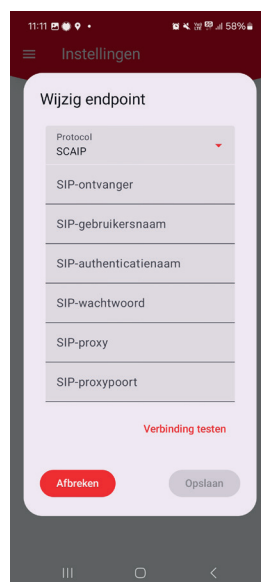 11:11
58%
Instellingen
Wijzig endpoint
Protocol
SCAIP
SIP-ontvanger
SIP-gebruikersnaam
SIP-authenticatienaam
SIP-wachtwoord
SIP-proxy
SIP-proxypoort
Verbinding testen
Afbreken
Opslaan